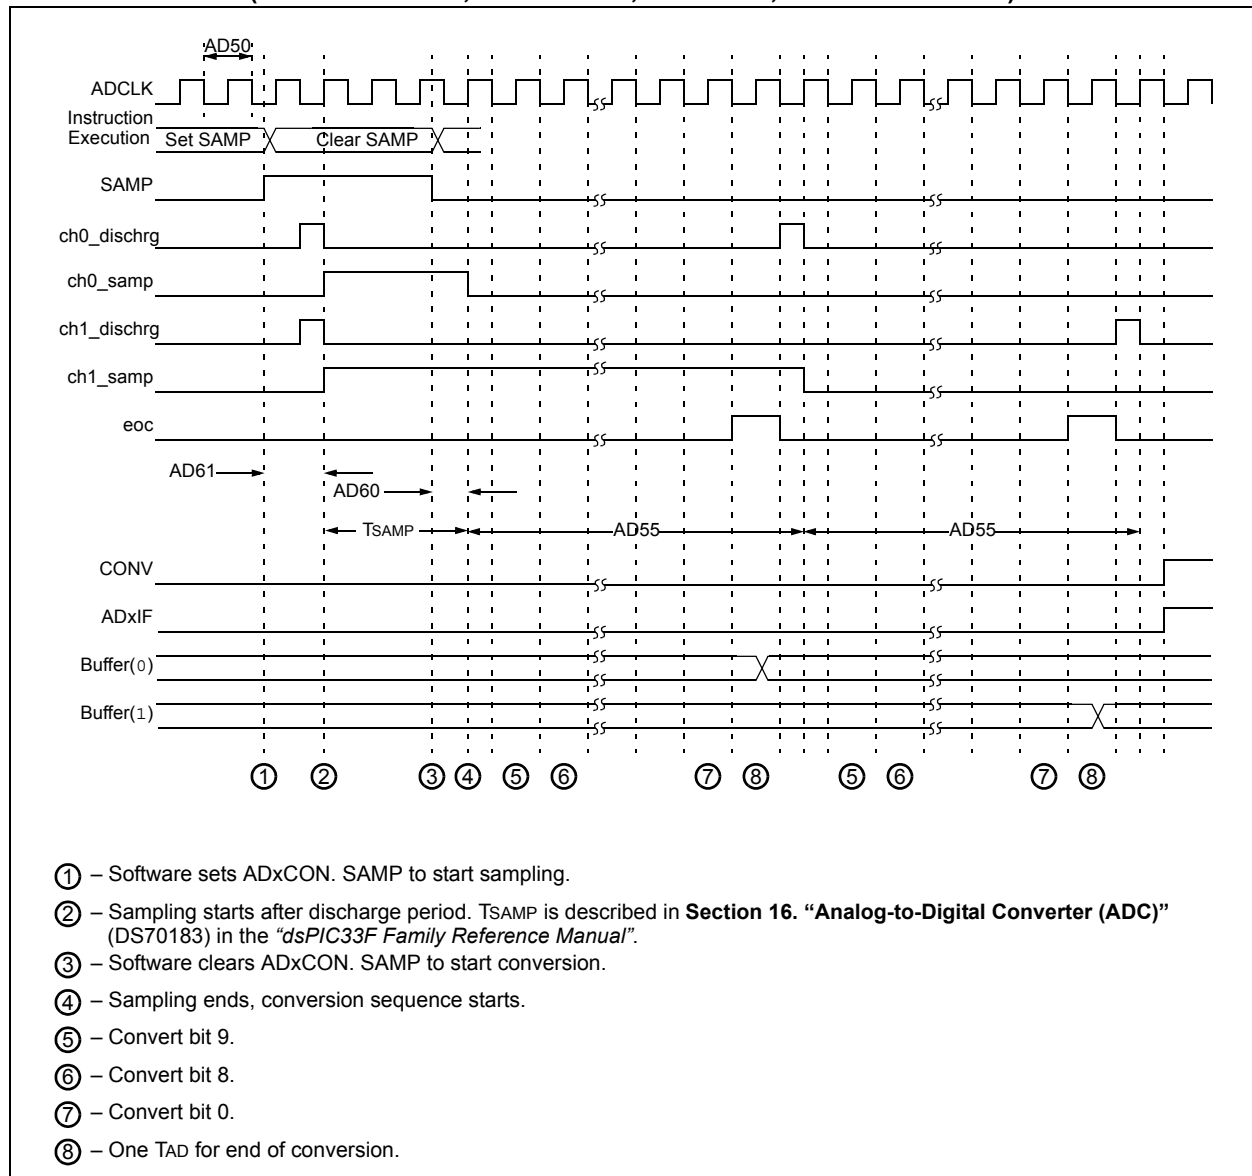 AD50
ADCLK
Instruction
Execution Set SAMP Clear SAMP
SAMP
ch0_dischrg
ch0_samp
ch1_dischrg
ch1_samp
eoc
AD61
AD60
TSAMP AD55 AD55
CONV
ADxIF
Buffer(0)
Buffer(1)
1 2 3 4 5 6 7 8 5 6 7 8
1 – Software sets ADxCON. SAMP to start sampling.
2 – Sampling starts after discharge period. TSAMP is described in Section 16. “Analog-to-Digital Converter (ADC)”
(DS70183) in the “dsPIC33F Family Reference Manual”.
3 – Software clears ADxCON. SAMP to start conversion.
4 – Sampling ends, conversion sequence starts.
5 – Convert bit 9.
6 – Convert bit 8.
7 – Convert bit 0.
8 – One TAD for end of conversion.